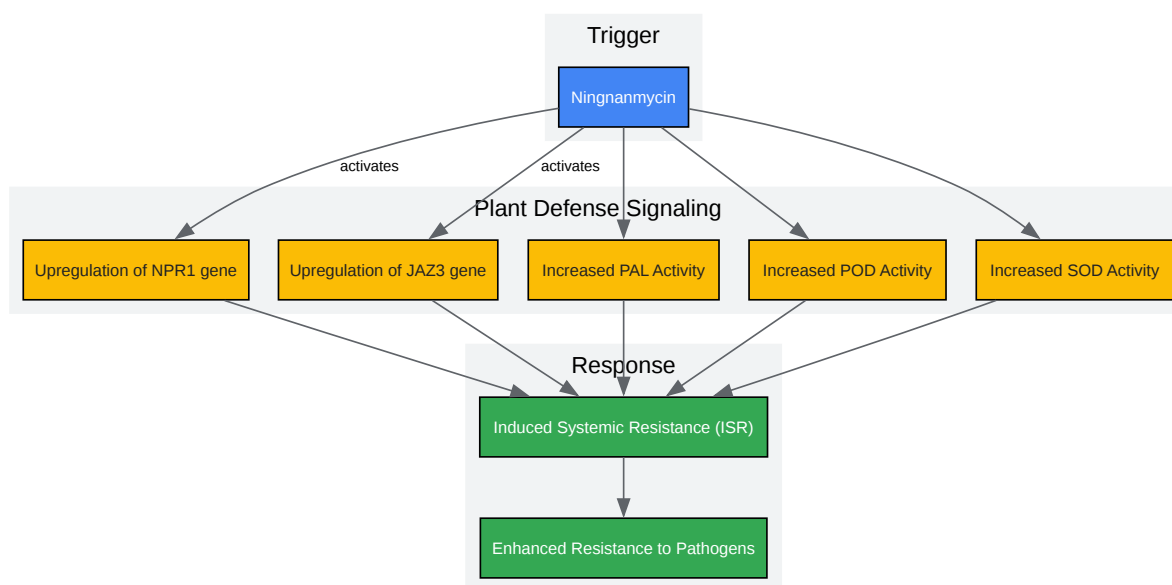 Trigger
Ningnanmycin
activates
activates
Plant Defense Signaling
Upregulation of NPR1 gene
Upregulation of JAZ3 gene
Increased PAL Activity
Increased POD Activity
Increased SOD Activity
Response
Induced Systemic Resistance (ISR)
Enhanced Resistance to Pathogens